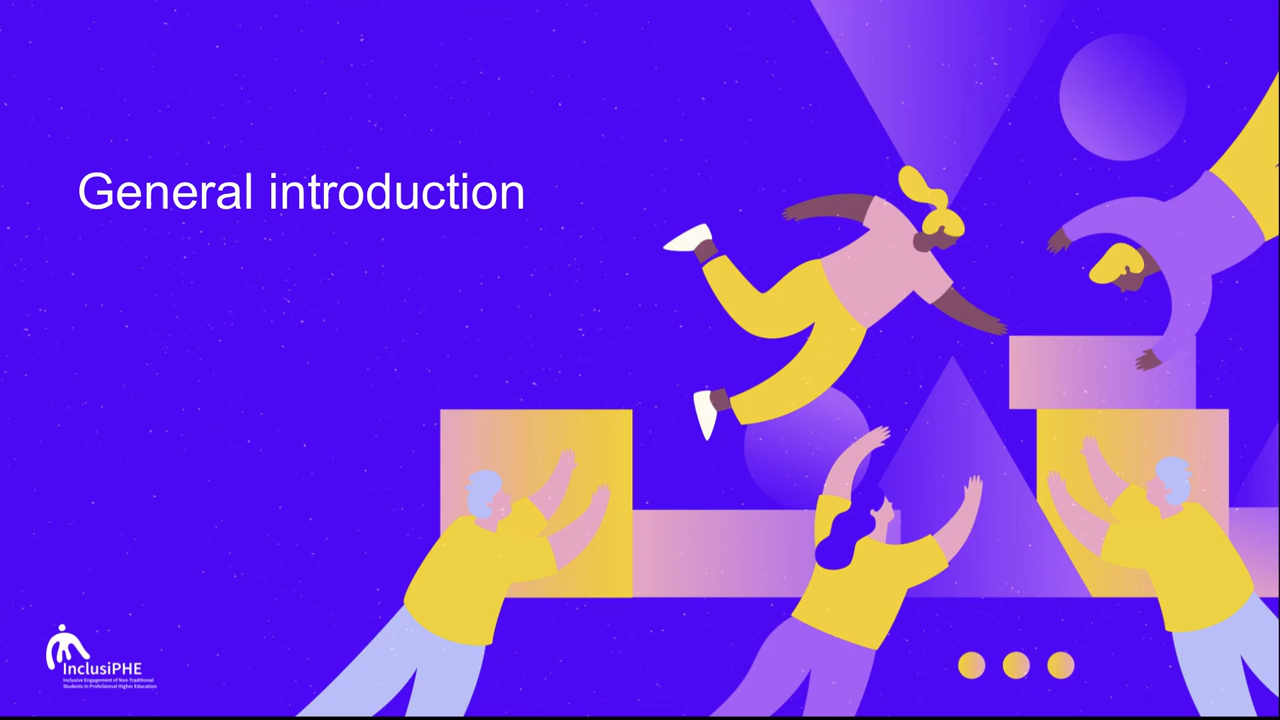 General introduction
InclusiPHE
Inclusive Engagement of Non-Traditional
Students in Professional Higher Education